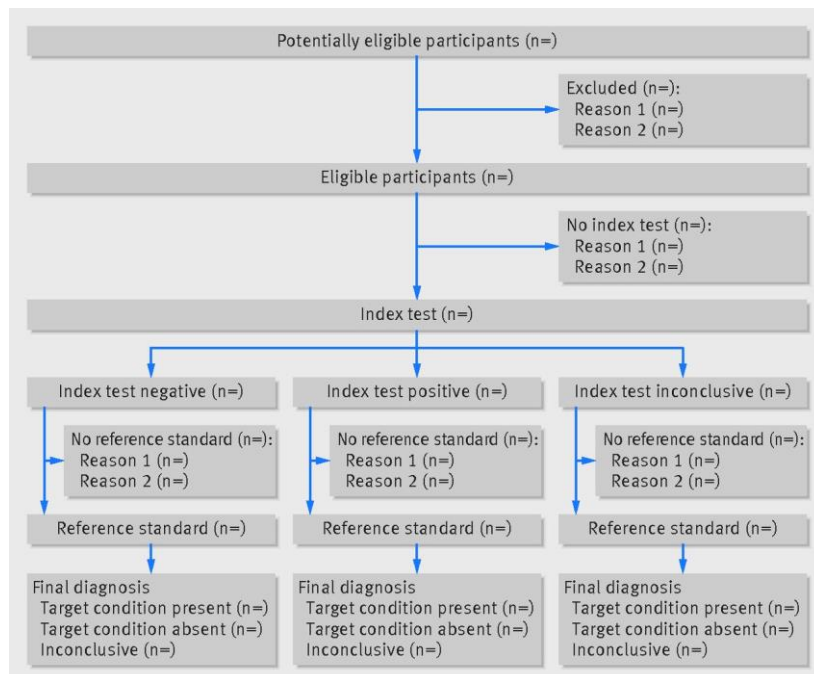 Potentially eligible participants (n=)
Excluded (n=):
Reason 1 (n=)
Reason 2 (n=)
Eligible participants (n=)
No index test (n=):
Reason 1 (n=)
Reason 2 (n=)
Index test (n=)
Index test negative (n=)
No reference standard (n=):
Reason 1 (n=)
Reason 2 (n=)
Reference standard (n=)
Final diagnosis
Target condition present (n=)
Target condition absent (n=)
Inconclusive (n=)
Index test positive (n=)
No reference standard (n=):
Reason 1 (n=)
Reason 2 (n=)
Reference standard (n=)
Final diagnosis
Target condition present (n=)
Target condition absent (n=)
Inconclusive (n=)
Index test inconclusive (n=)
No reference standard (n=):
Reason 1 (n=)
Reason 2 (n=)
Reference standard (n=)
Final diagnosis
Target condition present (n=)
Target condition absent (n=)
Inconclusive (n=)